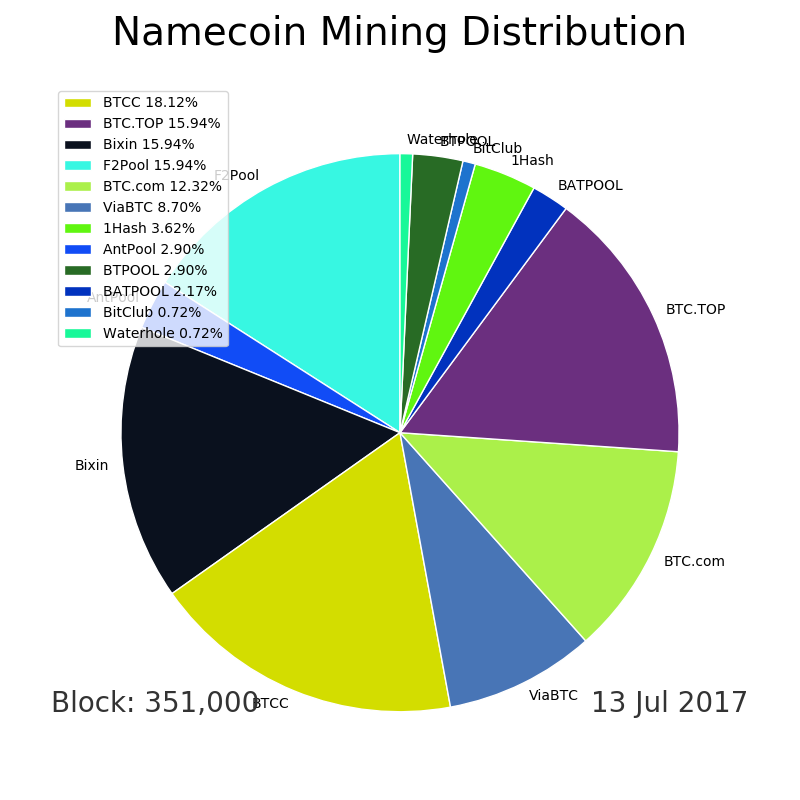 Namecoin Mining Distribution
BTCC 18.12%
BTC.TOP 15.94%
Bixin 15.94%
F2Pool 15.94%
BTC.com 12.32%
ViaBTC 8.70%
1Hash 3.62%
AntPool 2.90%
BTPOOL 2.90%
BATPOOL 2.17%
BitClub 0.72%
Waterhole 0.72%
Waterhole
BTPOOL
BitClub
1Hash
BATPOOL
F2Pool
AntPool
BTC.TOP
Bixin
BTC.com
ViaBTC
BTCC
Block: 351,000
13 Jul 2017